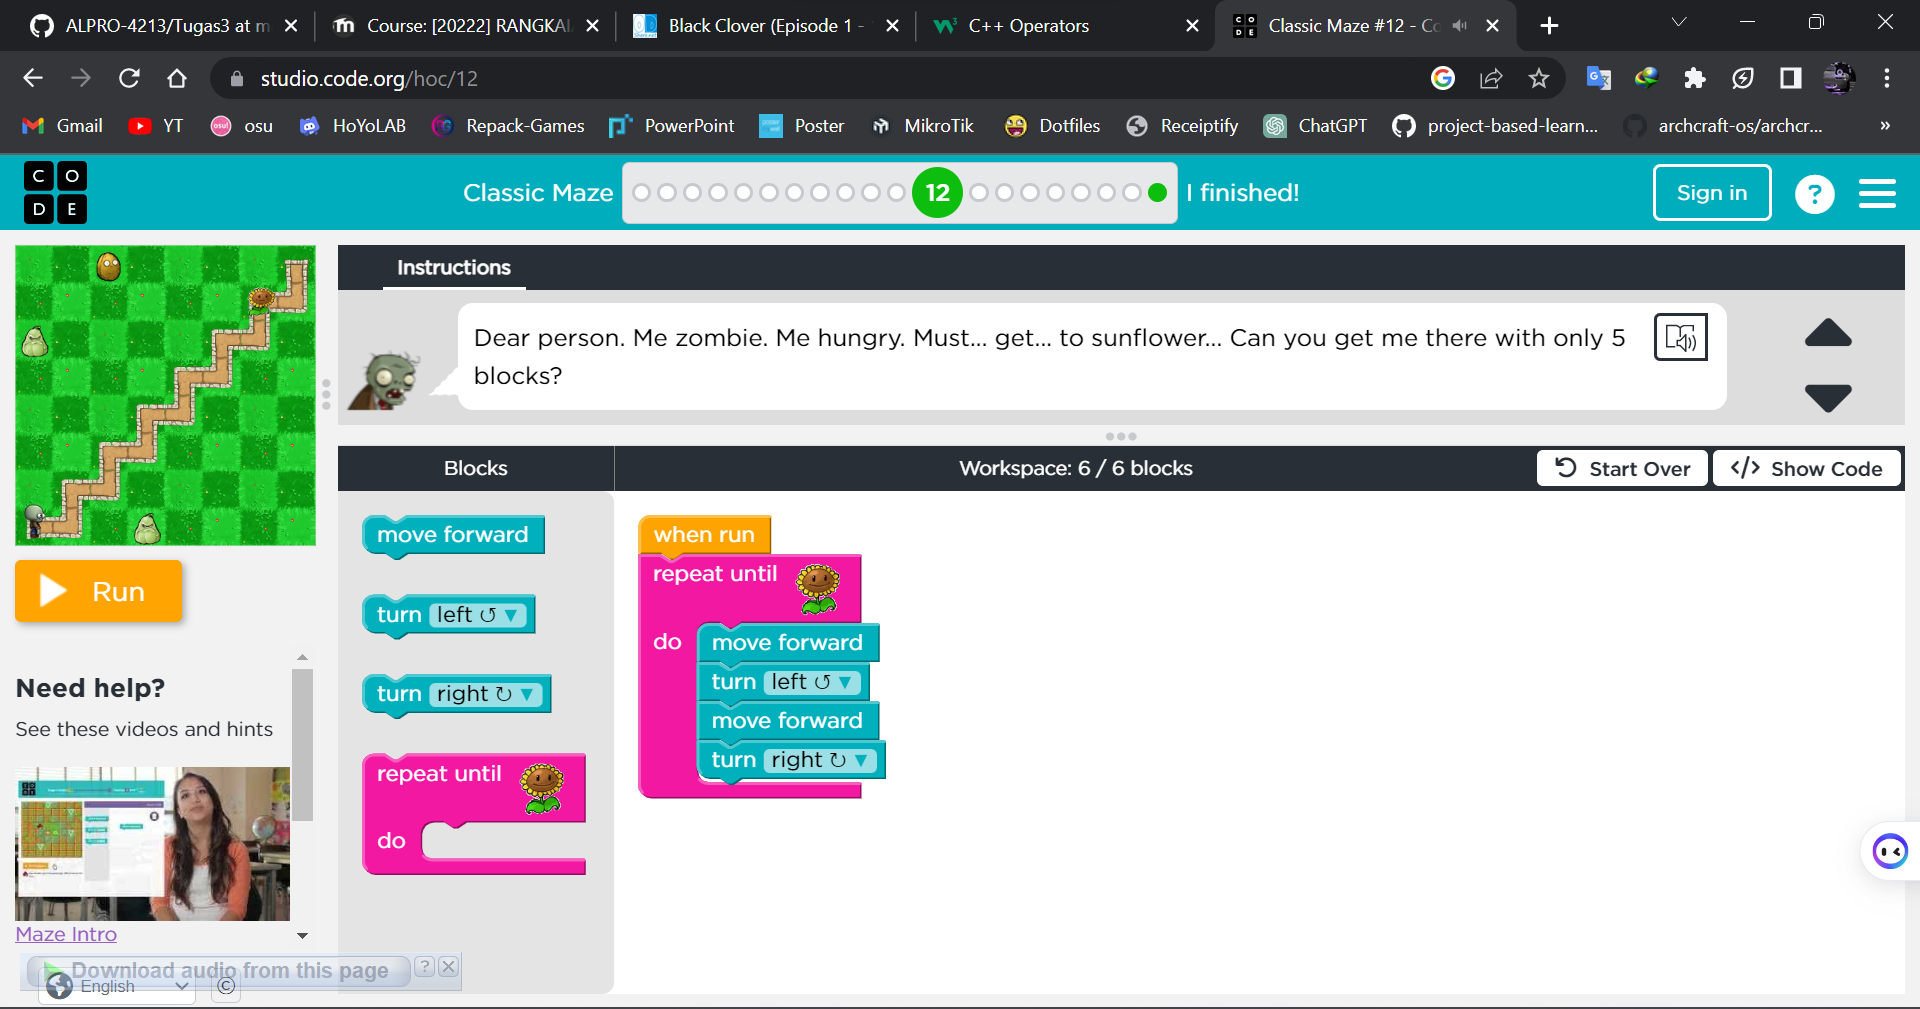 ALPRO-4213/Tugas3 at m
Course: [20222] RANGKAI
Black Clover (Episode 1 -
C++ Operators
Classic Maze #12 - Co
studio.code.org/hoc/12
Gmail
YT
osu
HoYoLAB
Repack-Games
PowerPoint
Poster
MikroTik
Dotfiles
Receiptify
ChatGPT
project-based-learn...
archcraft-os/archcr...
»
C O
D E
Classic Maze
12
I finished!
Sign in
?
Instructions
Dear person. Me zombie. Me hungry. Must... get... to sunflower... Can you get me there with only 5
blocks?
Blocks
Workspace: 6 / 6 blocks
Start Over
</> Show Code
move forward
turn left ↺ ▼
turn right ↻ ▼
repeat until
do
when run
repeat until
do
move forward
turn left ↺ ▼
move forward
turn right ↻ ▼
Run
Need help?
See these videos and hints
Maze Intro
Download audio from this page
?
English
©